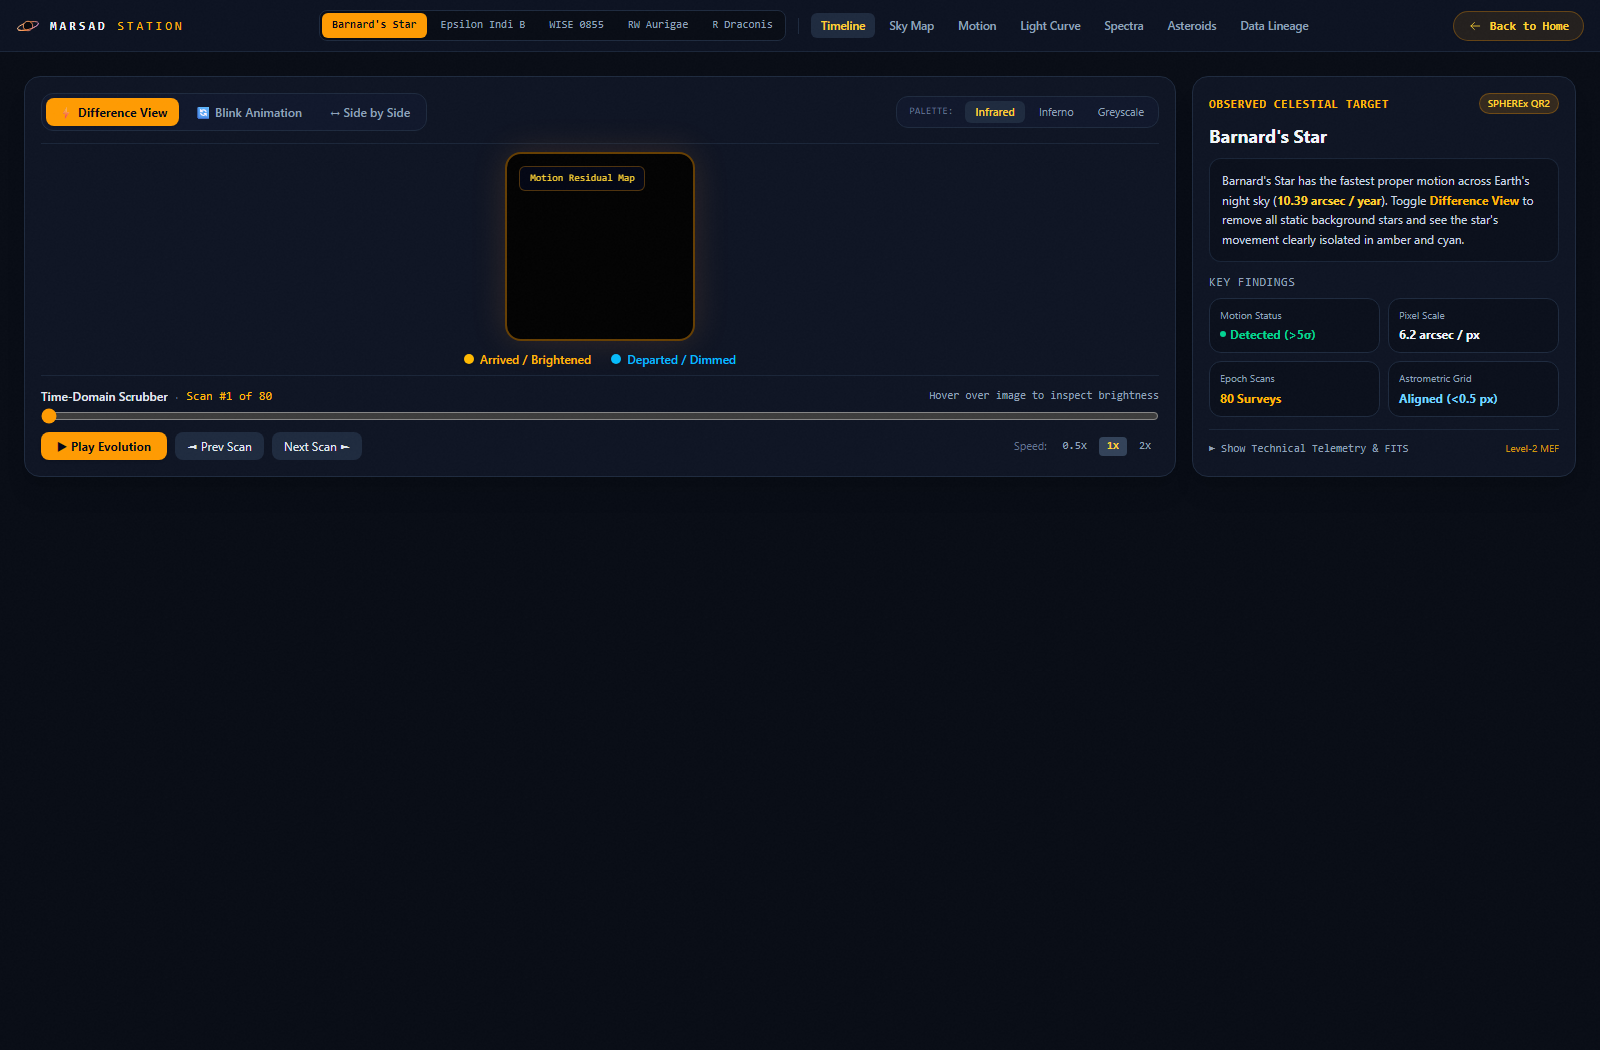 MARSAD STATION
Barnard's Star
Epsilon Indi B
WISE 0855
RW Aurigae
R Draconis
Timeline
Sky Map
Motion
Light Curve
Spectra
Asteroids
Data Lineage
← Back to Home
Difference View
Blink Animation
↔ Side by Side
PALETTE:
Infrared
Inferno
Greyscale
Motion Residual Map
Arrived / Brightened
Departed / Dimmed
Time-Domain Scrubber · Scan #1 of 80
Hover over image to inspect brightness
▶ Play Evolution
◄ Prev Scan
Next Scan ►
Speed:
0.5x
1x
2x
OBSERVED CELESTIAL TARGET
SPHEREx QR2
Barnard's Star
Barnard's Star has the fastest proper motion across Earth's
night sky (10.39 arcsec / year). Toggle Difference View to
remove all static background stars and see the star's
movement clearly isolated in amber and cyan.
KEY FINDINGS
Motion Status
Detected (>5σ)
Pixel Scale
6.2 arcsec / px
Epoch Scans
80 Surveys
Astrometric Grid
Aligned (<0.5 px)
► Show Technical Telemetry & FITS
Level-2 MEF